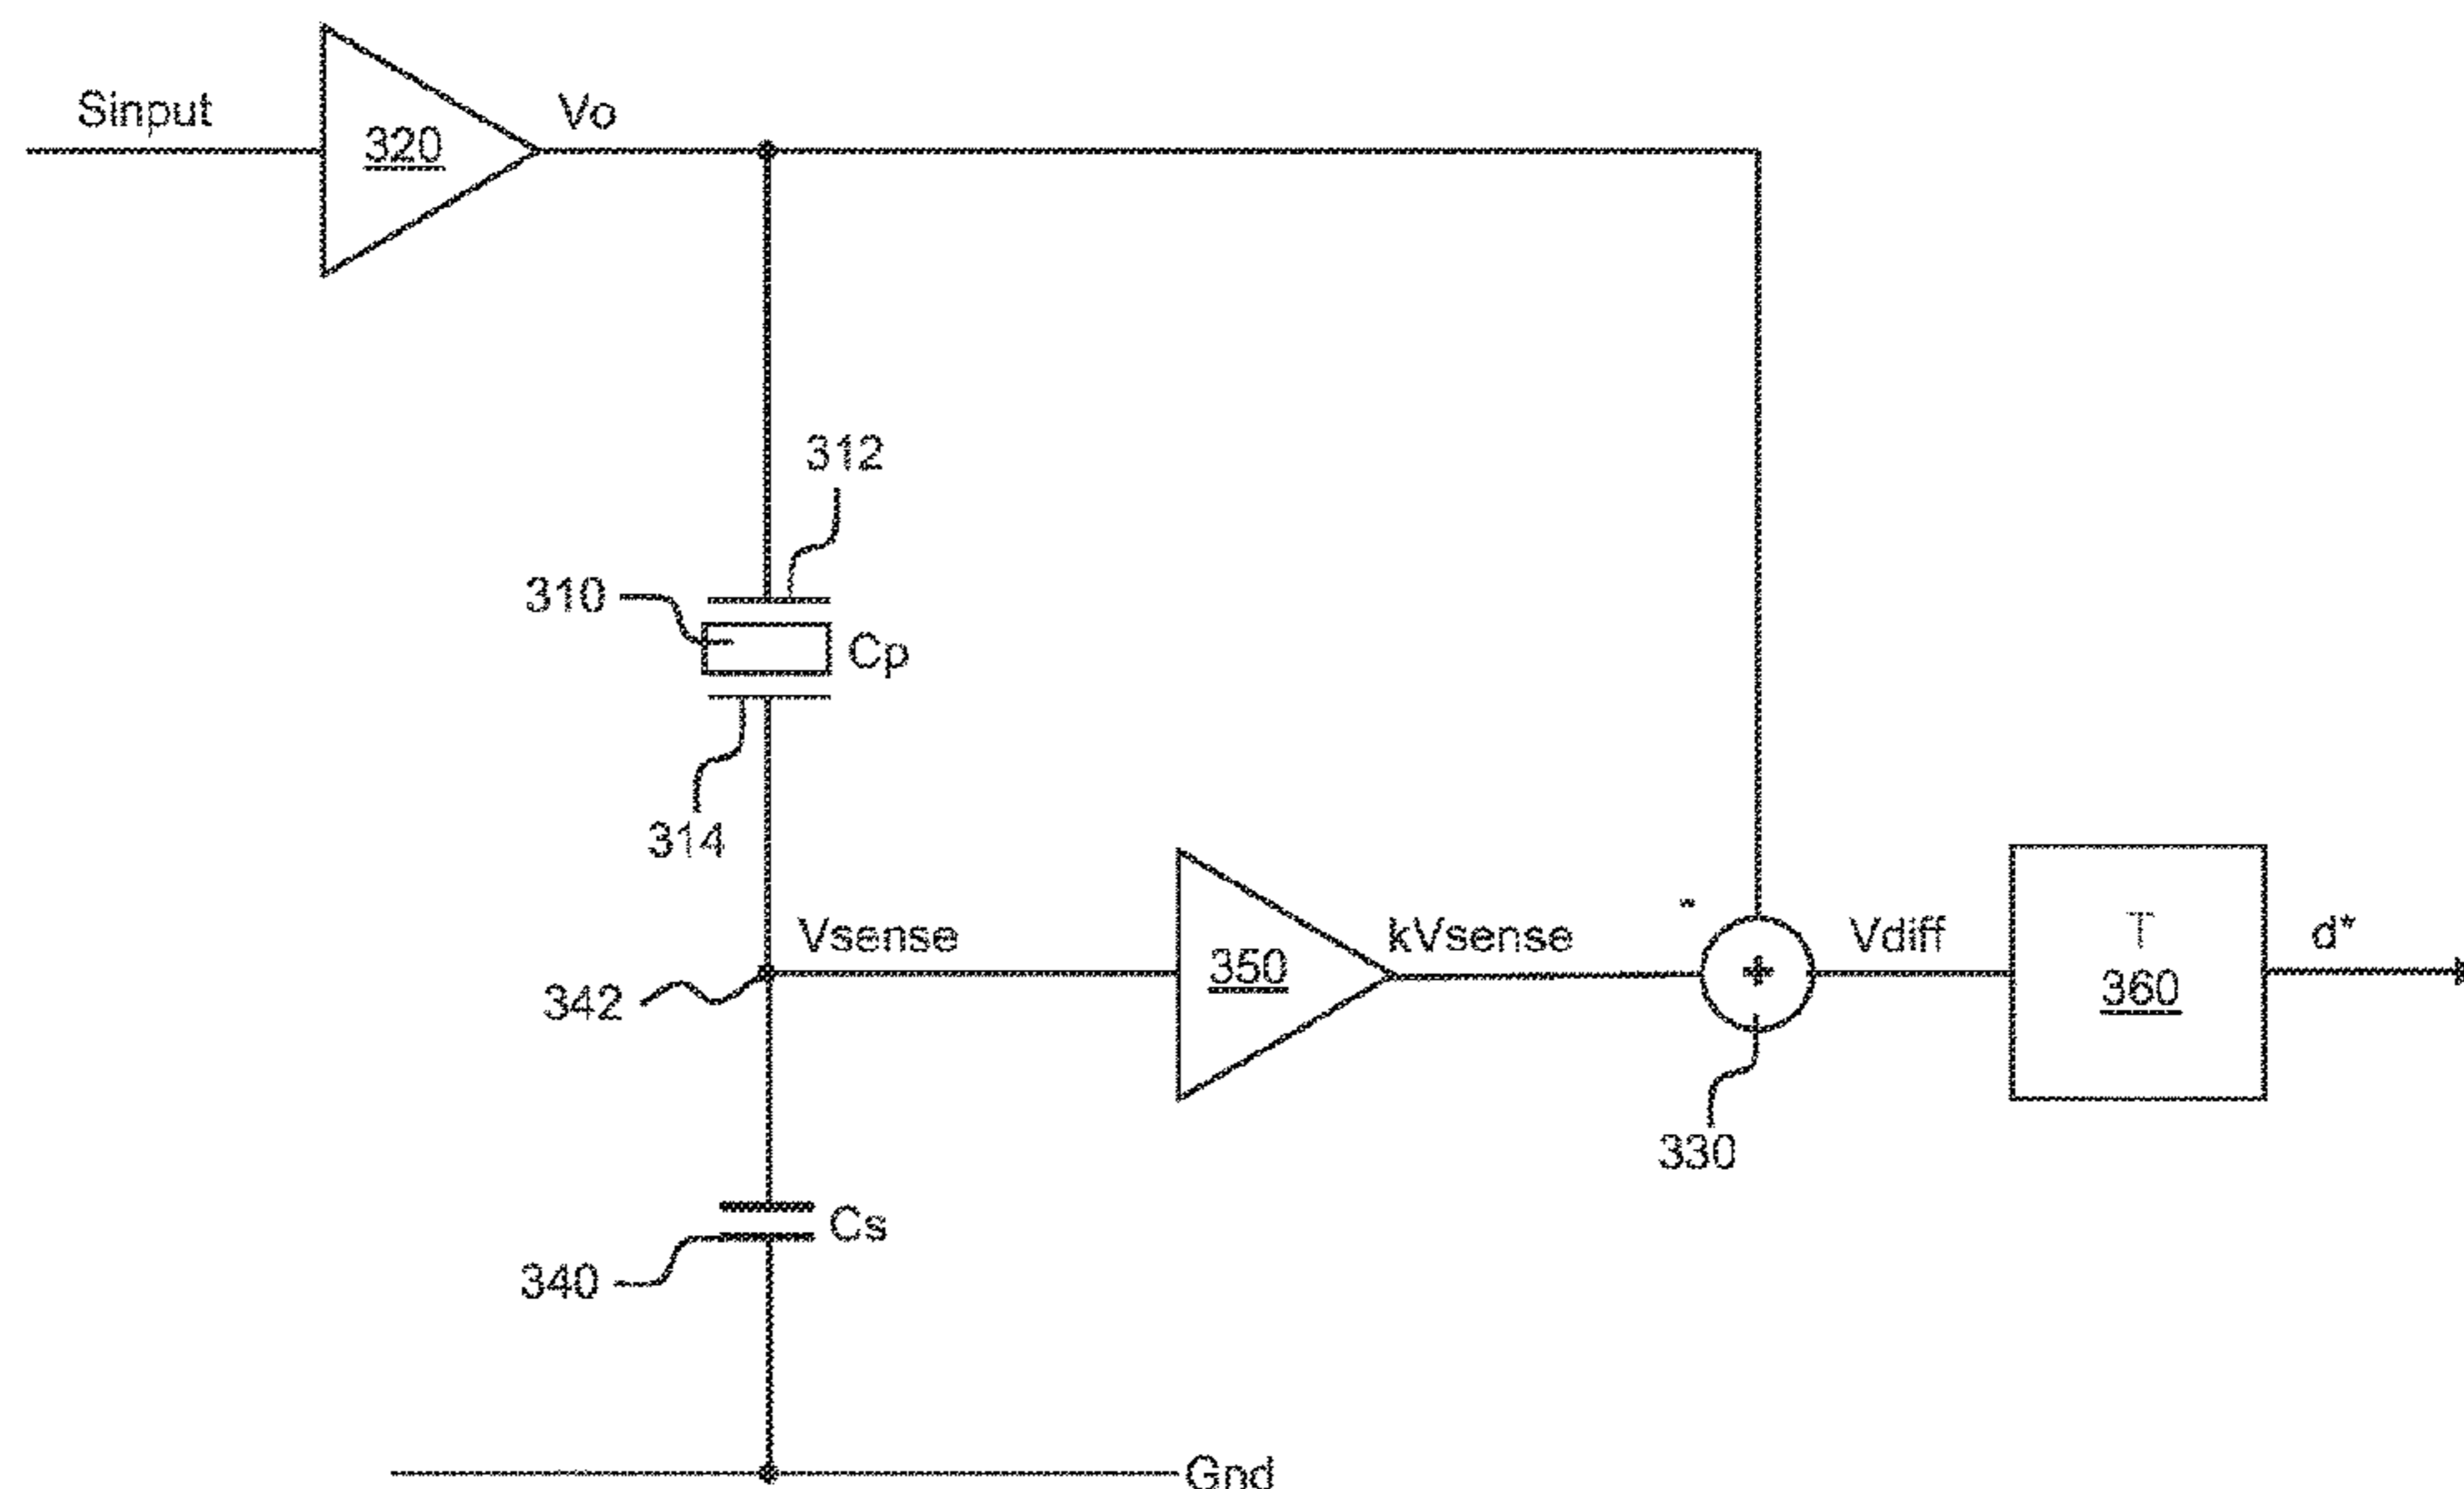 Sinput
320
Vo
312
310
Cp
314
Vsense
342
350
kVsense
-
+
330
Vdiff
T
360
d*
Cs
340
Gnd